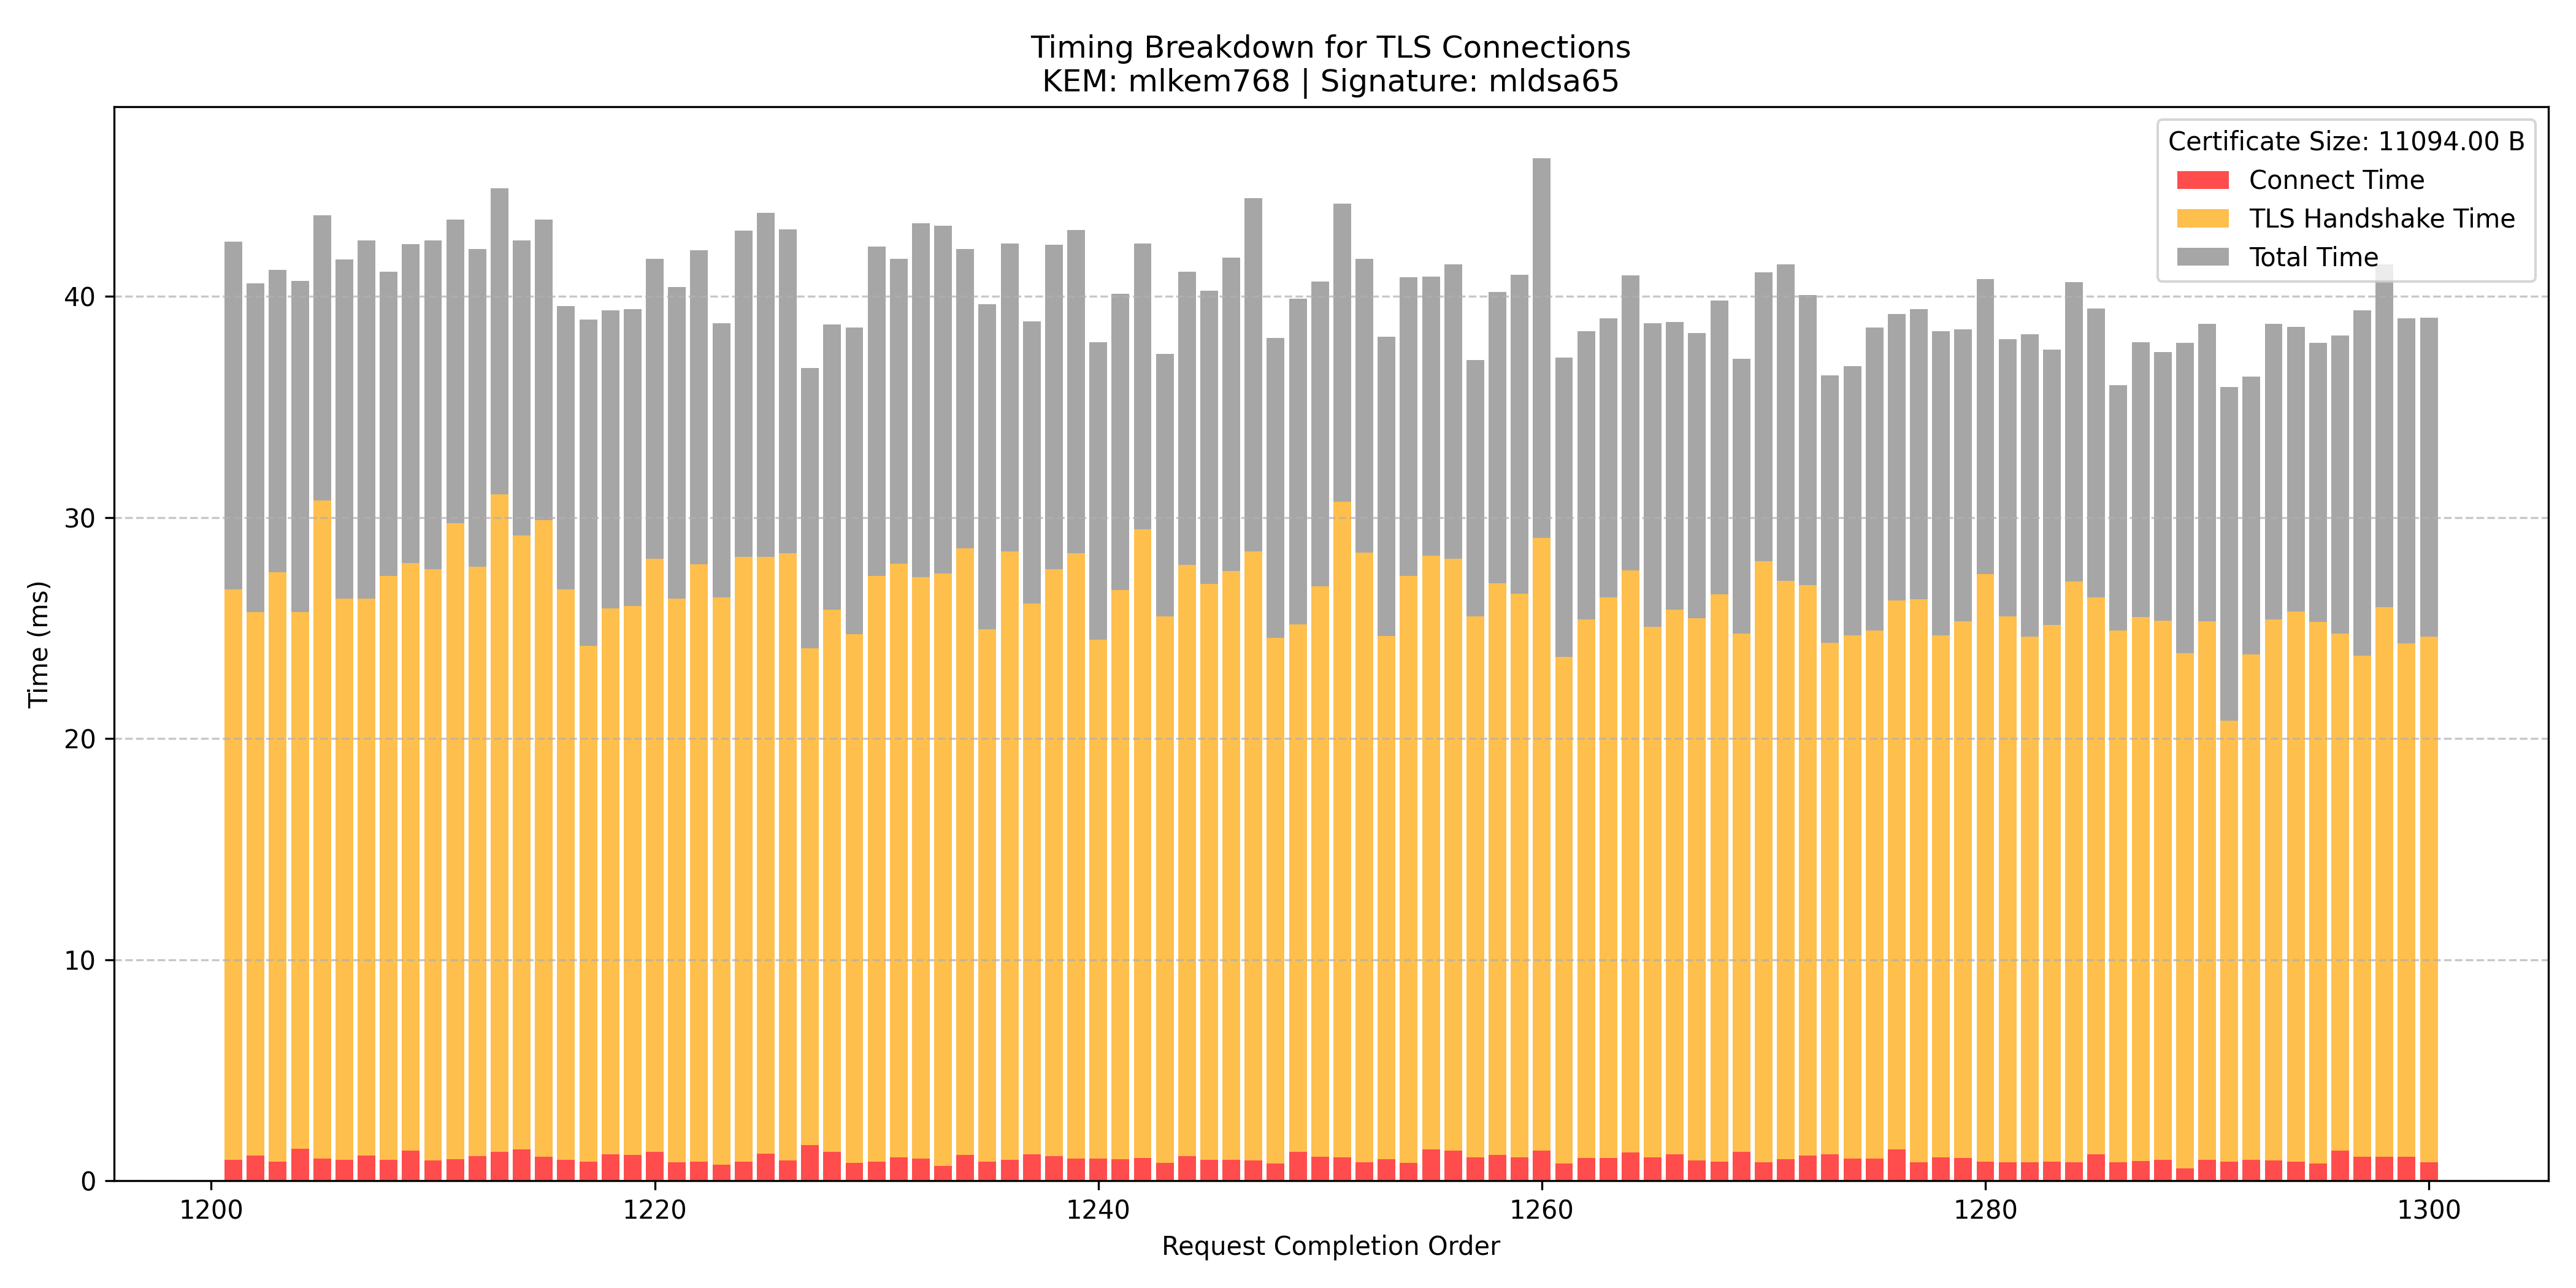 Timing Breakdown for TLS Connections
KEM: mlkem768 | Signature: mldsa65
Certificate Size: 11094.00 B
Connect Time
TLS Handshake Time
Total Time
Time (ms)
40
30
20
10
0
1200 1220 1240 1260 1280 1300
Request Completion Order